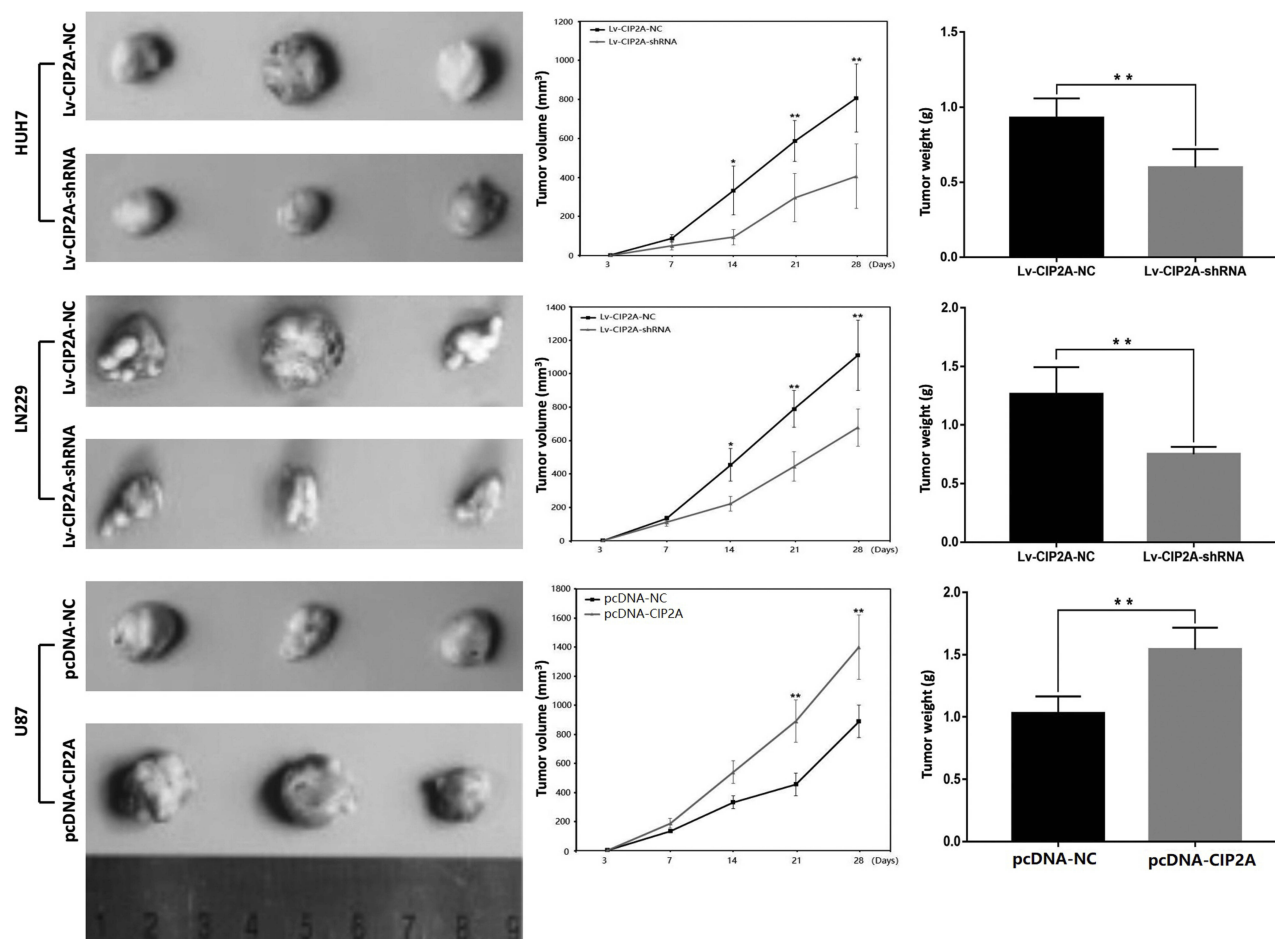 HUH7
Lv-CIP2A-NC
Lv-CIP2A-shRNA
Tumor volume (mm³)
1200
1000
800
600
400
200
0
Lv-CIP2A-NC
Lv-CIP2A-shRNA
*
**
**
3 7 14 21 28 (Days)
Tumor weight (g)
1.5
1.0
0.5
0.0
**
Lv-CIP2A-NC Lv-CIP2A-shRNA
LN229
Lv-CIP2A-NC
Lv-CIP2A-shRNA
Tumor volume (mm³)
1400
1200
1000
800
600
400
200
0
Lv-CIP2A-NC
Lv-CIP2A-shRNA
*
**
**
3 7 14 21 28 (Days)
Tumor weight (g)
2.0
1.5
1.0
0.5
0.0
**
Lv-CIP2A-NC Lv-CIP2A-shRNA
U87
pcDNA-NC
pcDNA-CIP2A
1 2 3 4 5 6 7 8 9
Tumor volume (mm³)
1800
1600
1400
1200
1000
800
600
400
200
0
pcDNA-NC
pcDNA-CIP2A
**
**
3 7 14 21 28 (Days)
Tumor weight (g)
2.0
1.5
1.0
0.5
0.0
**
pcDNA-NC pcDNA-CIP2A